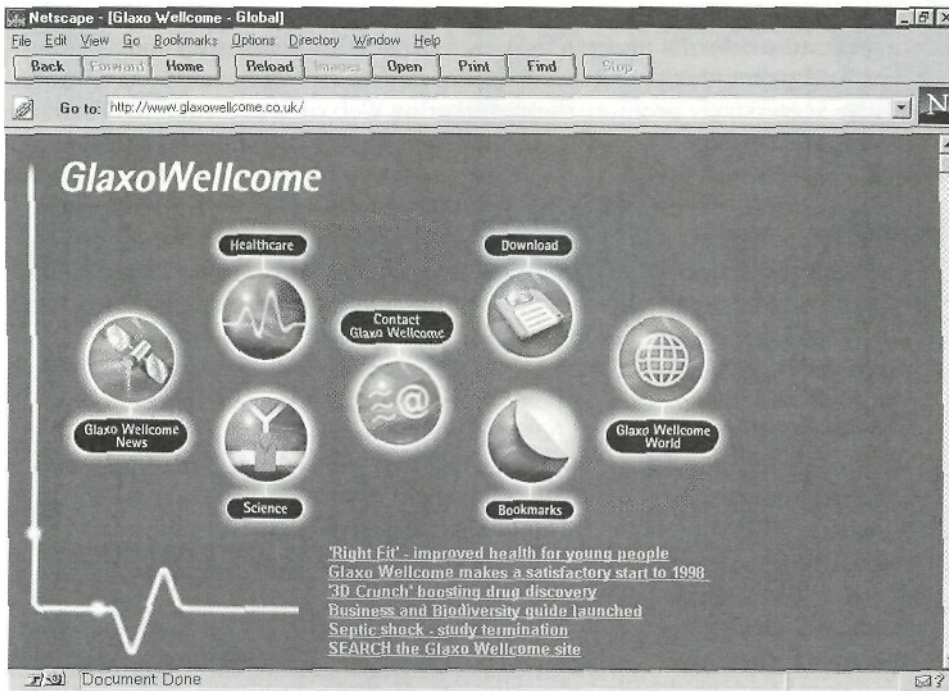 Netscape - [Glaxo Wellcome - Global]
File Edit View Go Bookmarks Options Directory Window Help
Back Forward Home Reload Images Open Print Find Stop
Go to: http://www.glaxowellcome.co.uk/
N
GlaxoWellcome
Healthcare
Download
Contact
Glaxo Wellcome
@
Glaxo Wellcome
News
Glaxo Wellcome
World
Science
Bookmarks
'Right Fit' - improved health for young people
Glaxo Wellcome makes a satisfactory start to 1998
'3D Crunch' boosting drug discovery
Business and Biodiversity guide launched
Septic shock - study termination
SEARCH the Glaxo Wellcome site
Document Done
?